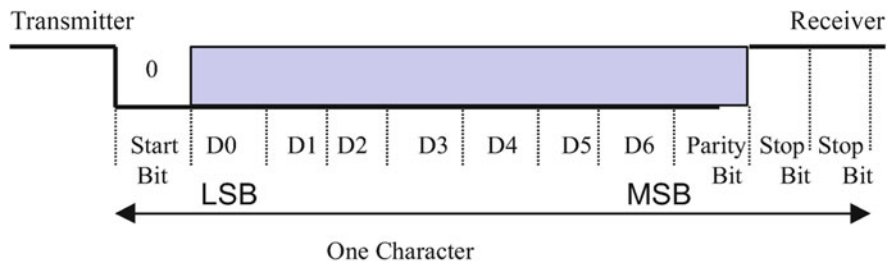 Transmitter Receiver
0
Start Bit D0 D1 D2 D3 D4 D5 D6 Parity Bit Stop Bit Stop Bit
LSB MSB
One Character